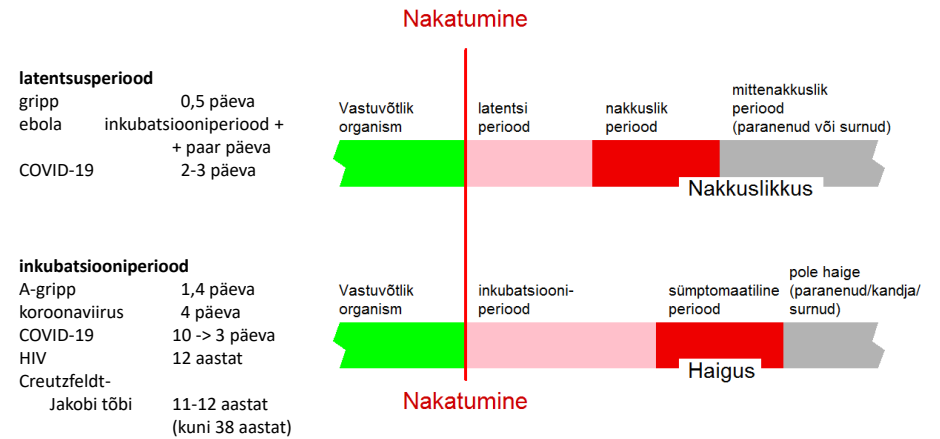 Nakatumine
latentsusperiood
gripp 0,5 päeva
ebola inkubatsiooniperiood +
+ paar päeva
COVID-19 2-3 päeva
Vastuvõtlik
organism
latentsi
periood
nakkuslik
periood
mittenakkuslik
periood
(paranenud või surnud)
Nakkuslikkus
inkubatsiooniperiood
A-gripp 1,4 päeva
koroonaviirus 4 päeva
COVID-19 10 -> 3 päeva
HIV 12 aastat
Creutzfeldt-
Jakobi tõbi 11-12 aastat
(kuni 38 aastat)
Vastuvõtlik
organism
inkubatsiooni-
periood
sümptomaatiline
periood
pole haige
(paranenud/kandja/
surnud)
Haigus
Nakatumine